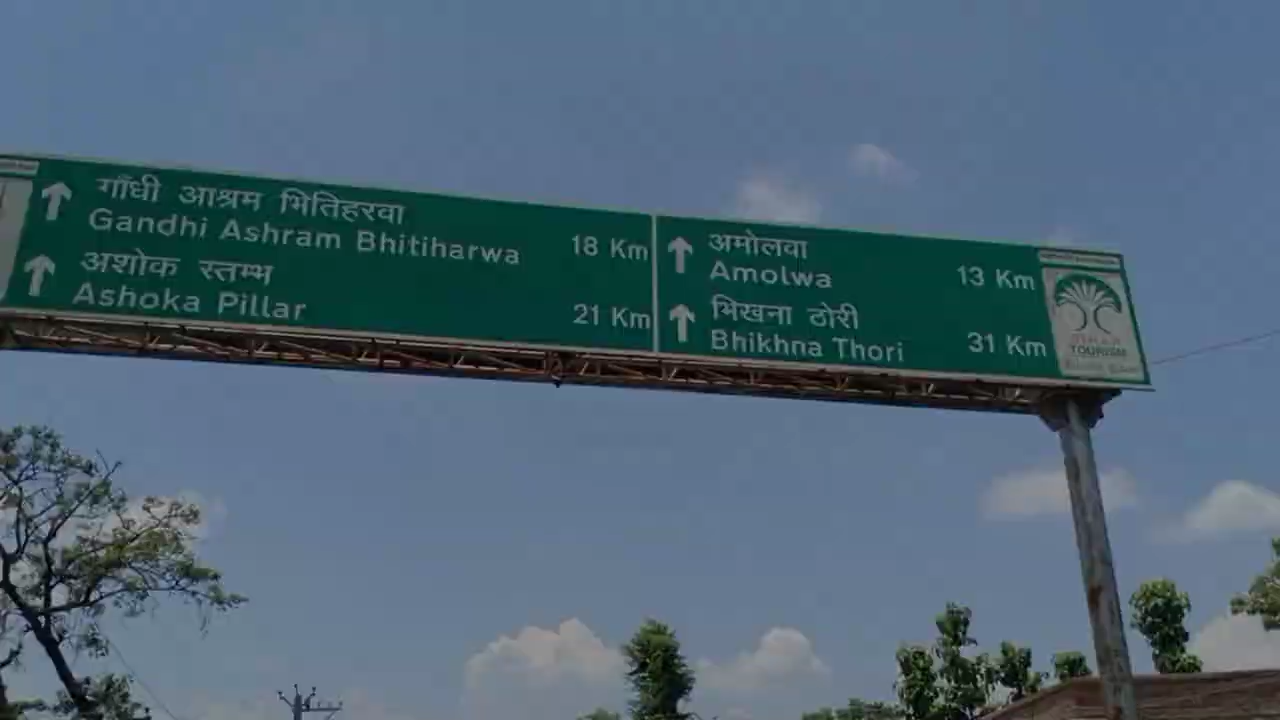 गाँधी आश्रम भितिहरवा
Gandhi Ashram Bhitiharwa 18 Km
अशोक स्तम्भ
Ashoka Pillar 21 Km
अमोलवा
Amolwa 13 Km
भिखना ठोरी
Bhikhna Thori 31 Km
BIHAR
TOURISM